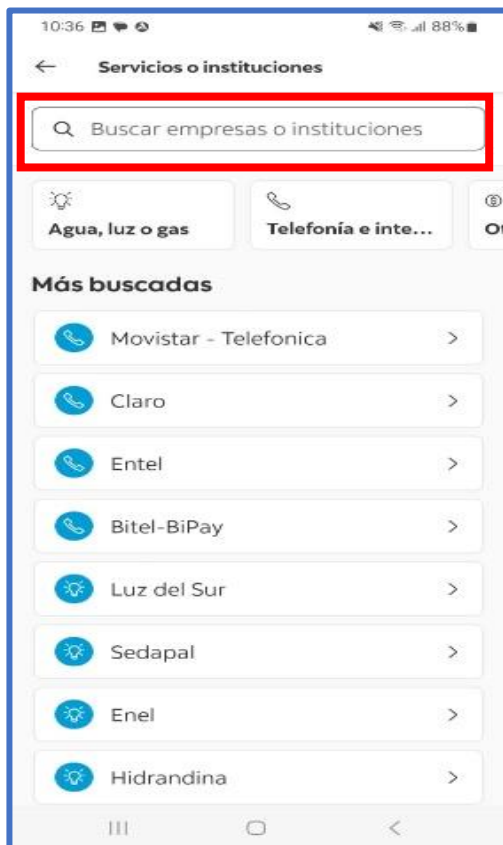 10:36 88%
Servicios o instituciones
Buscar empresas o instituciones
Agua, luz o gas Telefonía e inte... Ot
Más buscadas
Movistar - Telefonica
Claro
Entel
Bitel-BiPay
Luz del Sur
Sedapal
Enel
Hidrandina